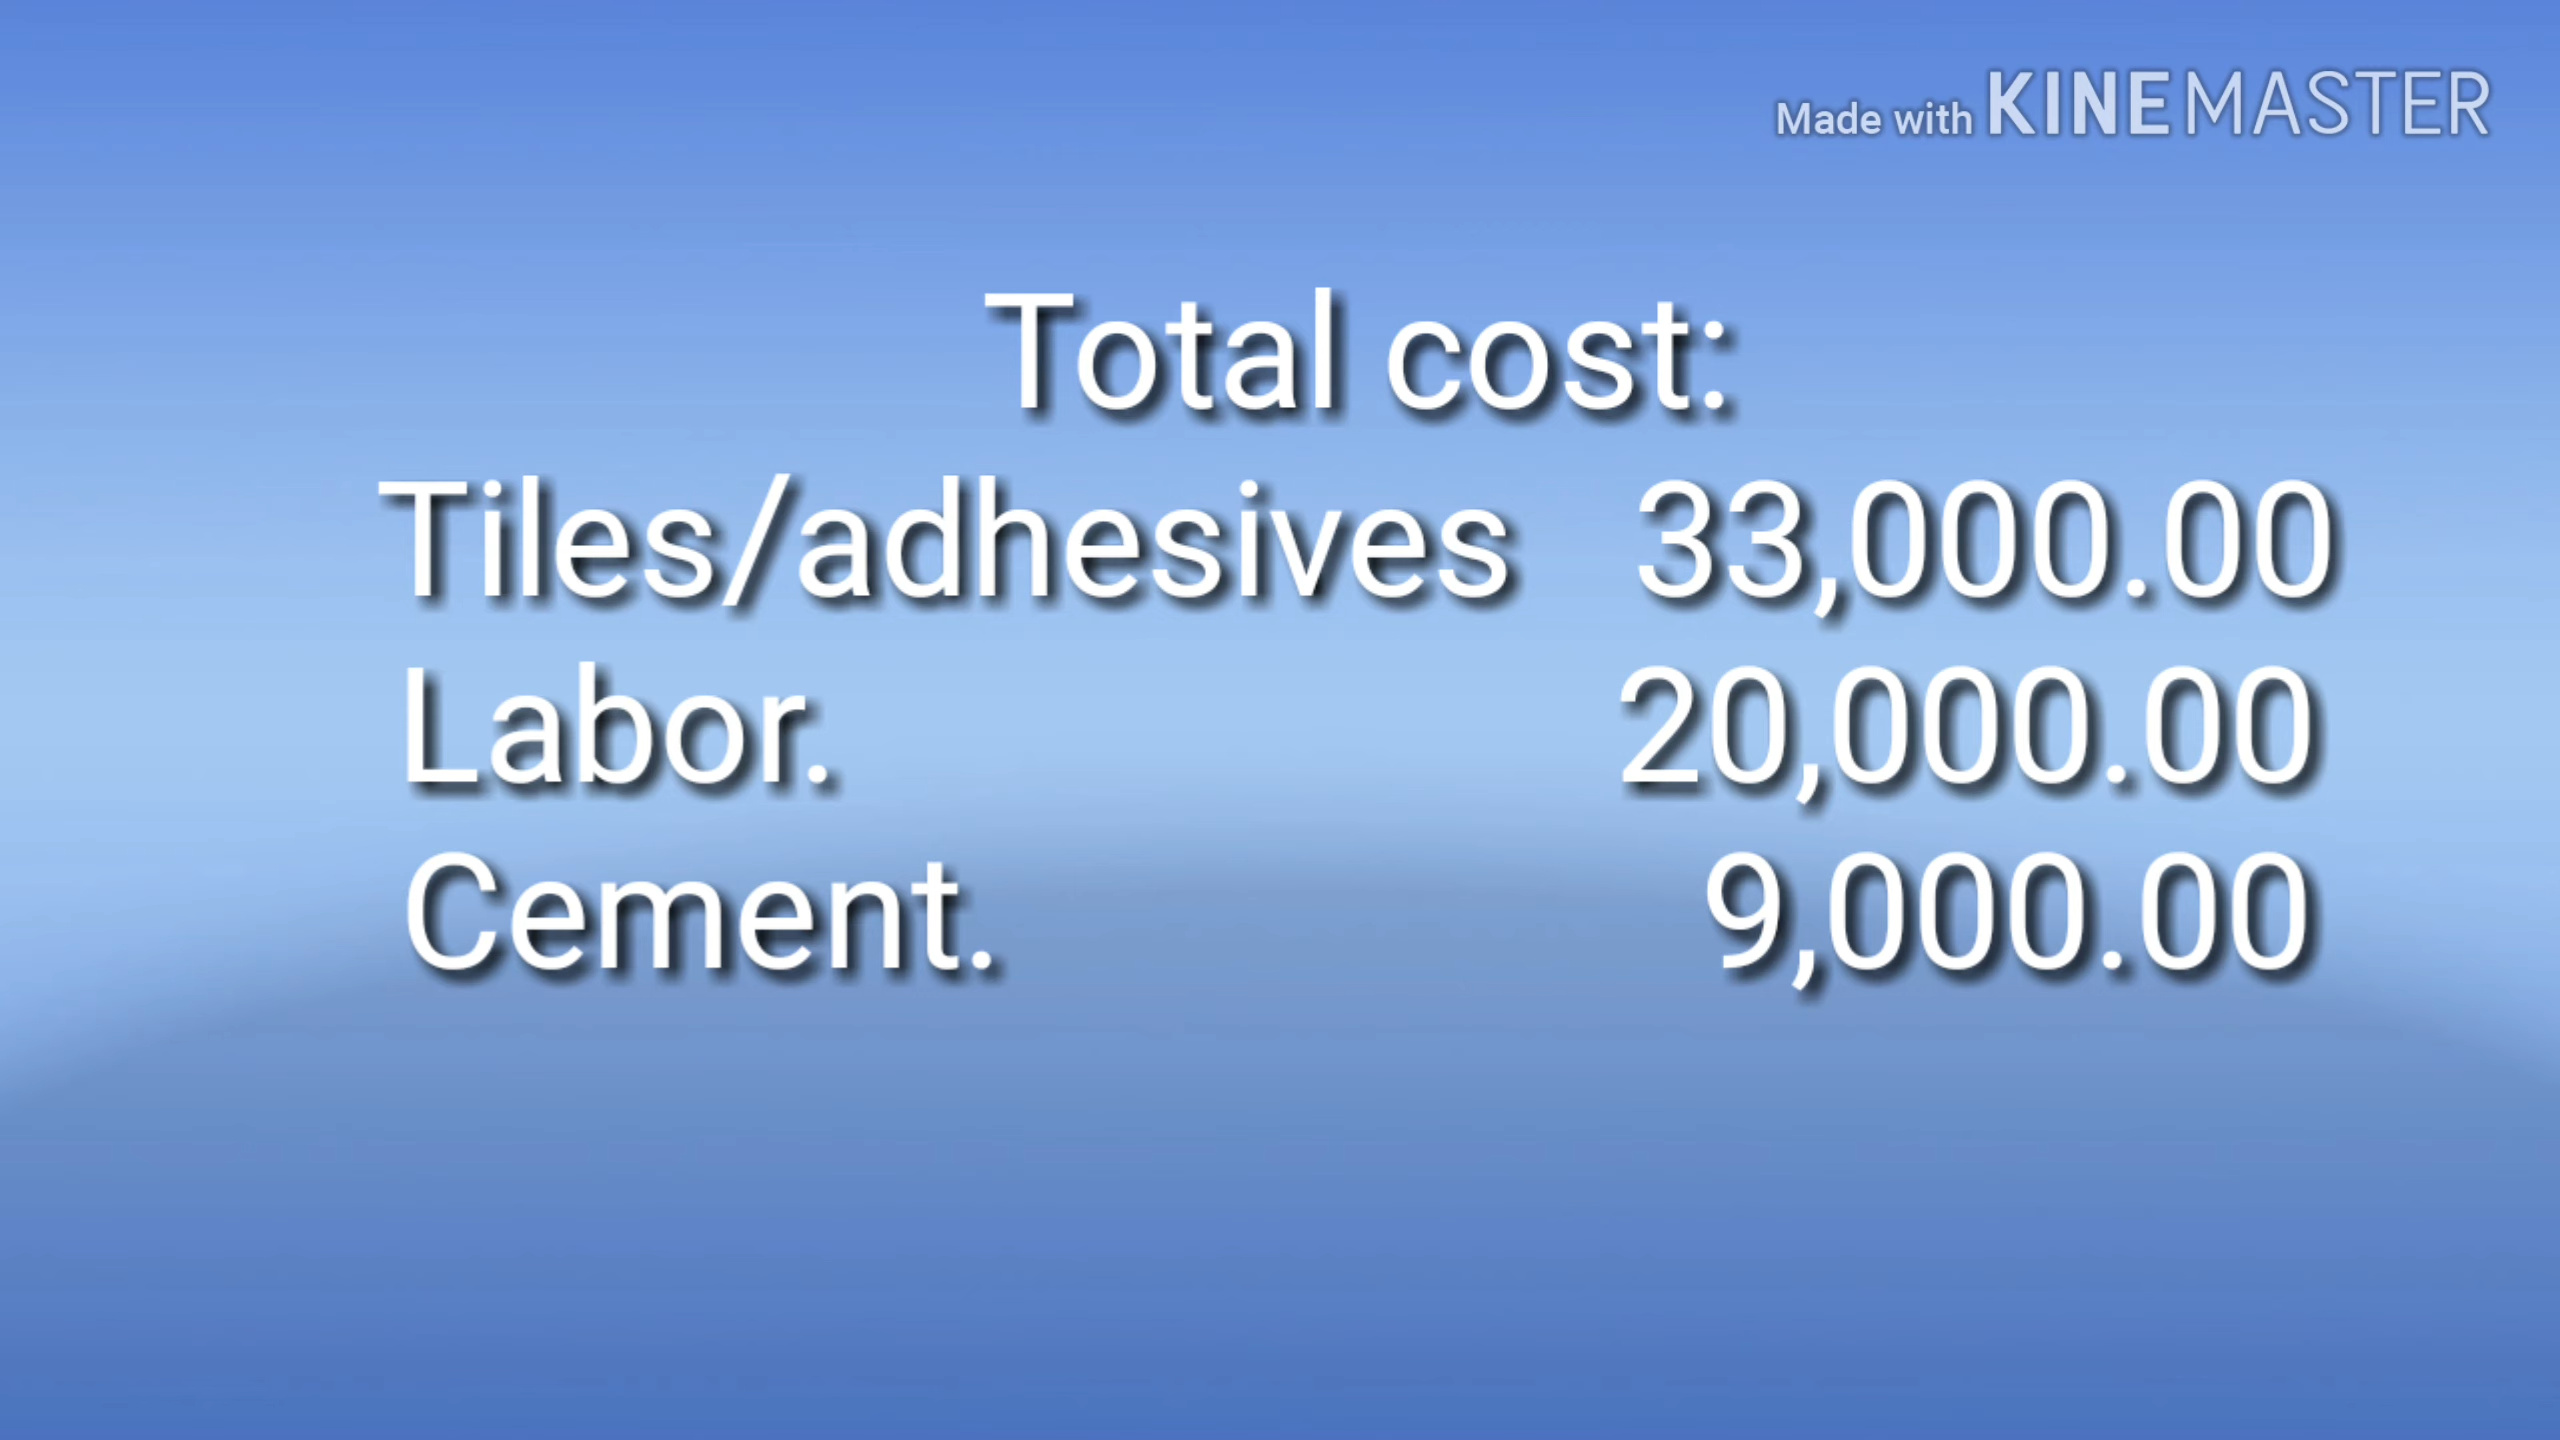 Made with KINEMASTER
Total cost:
Tiles/adhesives 33,000.00
Labor. 20,000.00
Cement. 9,000.00